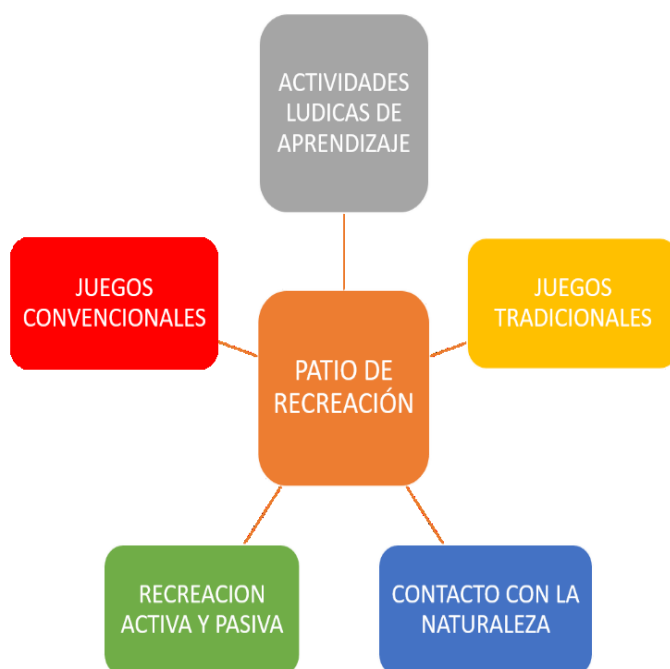 ACTIVIDADES
LUDICAS DE
APRENDIZAJE
JUEGOS
CONVENCIONALES
JUEGOS
TRADICIONALES
PATIO DE
RECREACIÓN
RECREACION
ACTIVA Y PASIVA
CONTACTO CON LA
NATURALEZA